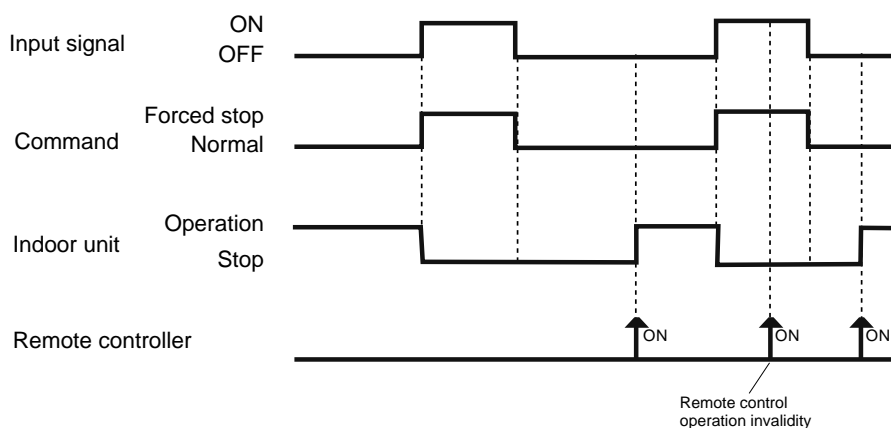 Input signal
ON
OFF
Command
Forced stop
Normal
Indoor unit
Operation
Stop
Remote controller
ON
ON
ON
Remote control
operation invalidity